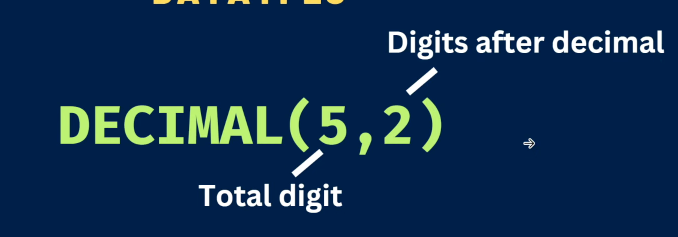 Digits after decimal
DECIMAL(5,2)
Total digit